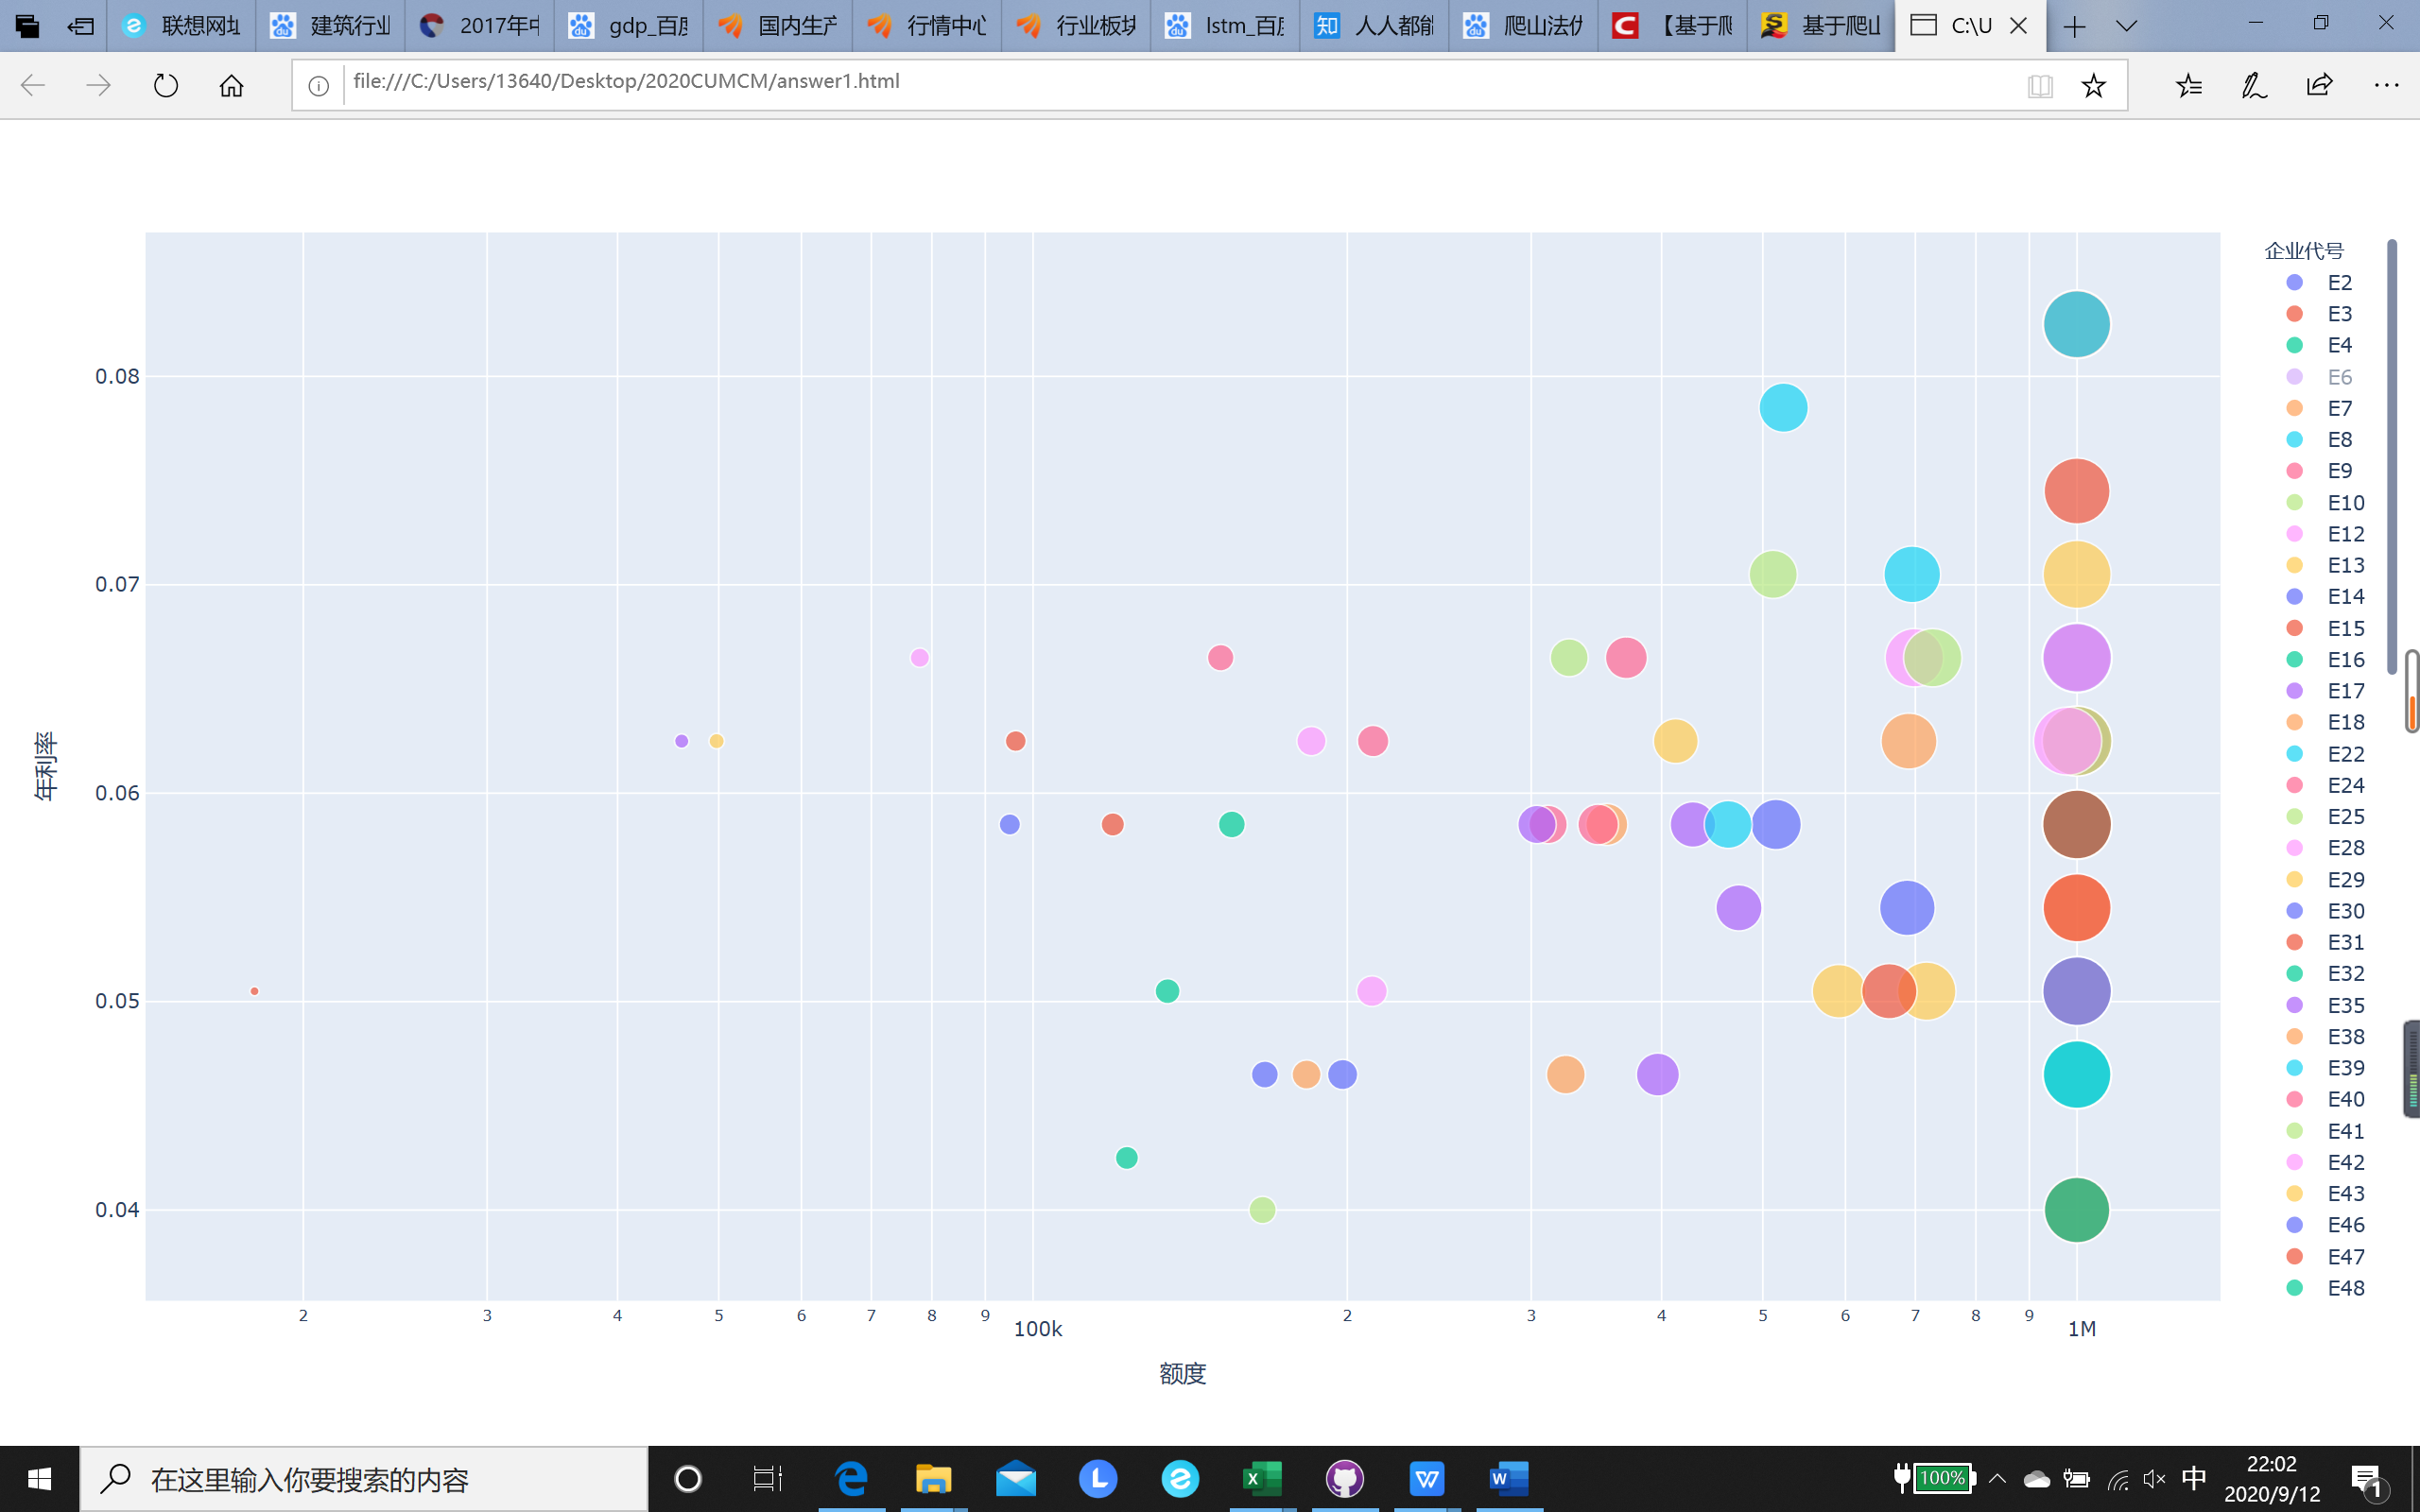 联想网址
建筑行业
2017年中
gdp_百度
国内生产
行情中心
行业板块
lstm_百度
人人都能
爬山法优
【基于爬
基于爬山
C:\U
file:///C:/Users/13640/Desktop/2020CUMCM/answer1.html
企业代号
E2
E3
E4
E6
E7
E8
E9
E10
E12
E13
E14
E15
E16
E17
E18
E22
E24
E25
E28
E29
E30
E31
E32
E35
E38
E39
E40
E41
E42
E43
E46
E47
E48
年利率
0.08
0.07
0.06
0.05
0.04
2 3 4 5 6 7 8 9 100k 2 3 4 5 6 7 8 9 1M
额度
在这里输入你要搜索的内容
100%
中
22:02
2020/9/12
1